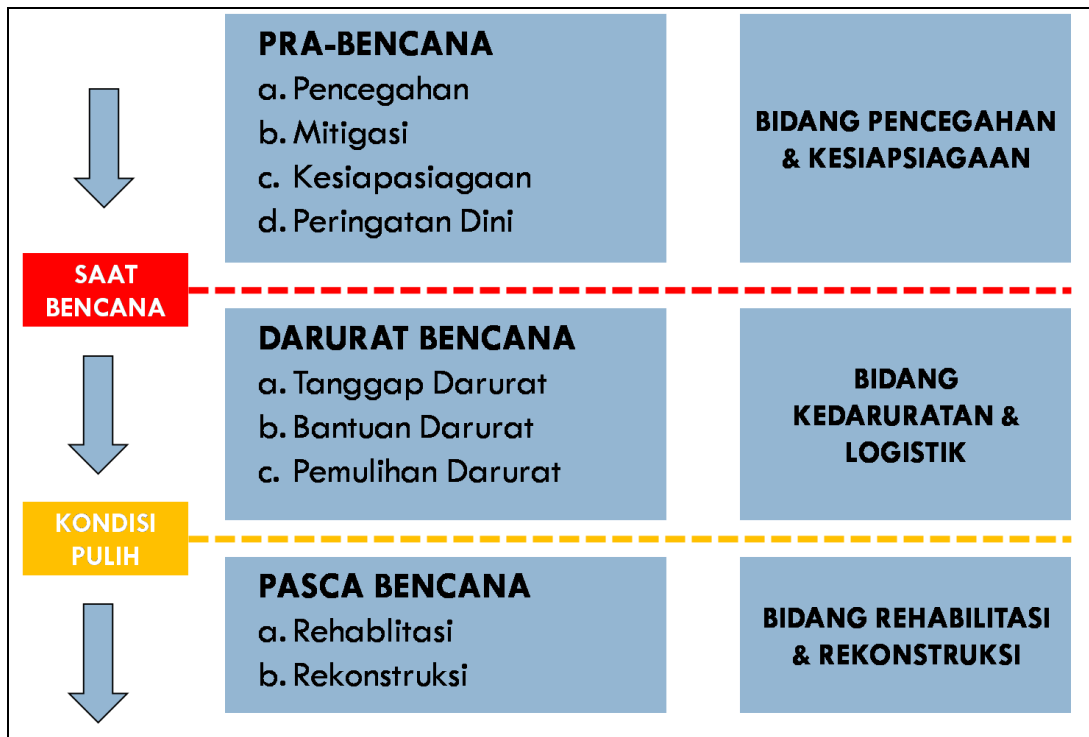 PRA-BENCANA
a. Pencegahan
b. Mitigasi
c. Kesiapasiagaan
d. Peringatan Dini
BIDANG PENCEGAHAN
& KESIAPSIAGAAN
SAAT
BENCANA
DARURAT BENCANA
a. Tanggap Darurat
b. Bantuan Darurat
c. Pemulihan Darurat
BIDANG
KEDARURATAN &
LOGISTIK
KONDISI
PULIH
PASCA BENCANA
a. Rehablitasi
b. Rekonstruksi
BIDANG REHABILITASI
& REKONSTRUKSI